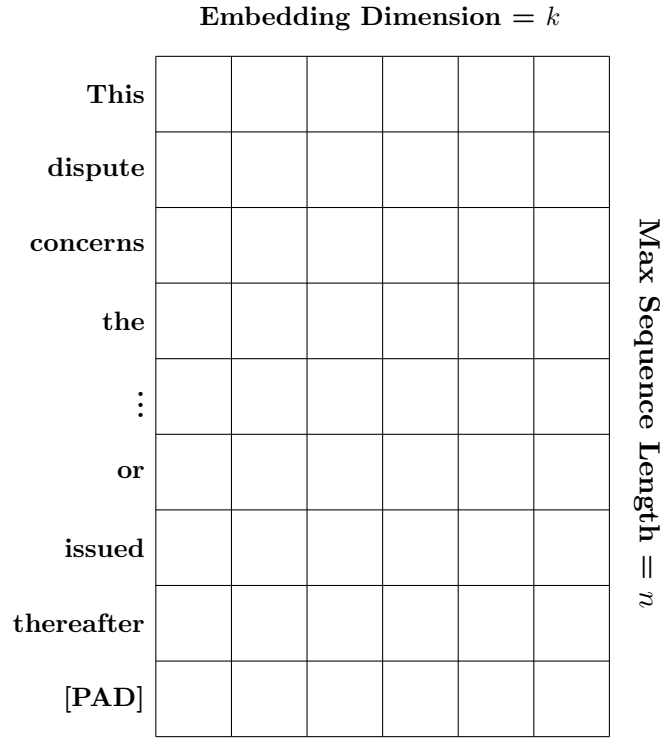 Embedding Dimension = k
This
dispute
concerns
the
⋮
or
issued
thereafter
[PAD]
Max Sequence Length = n